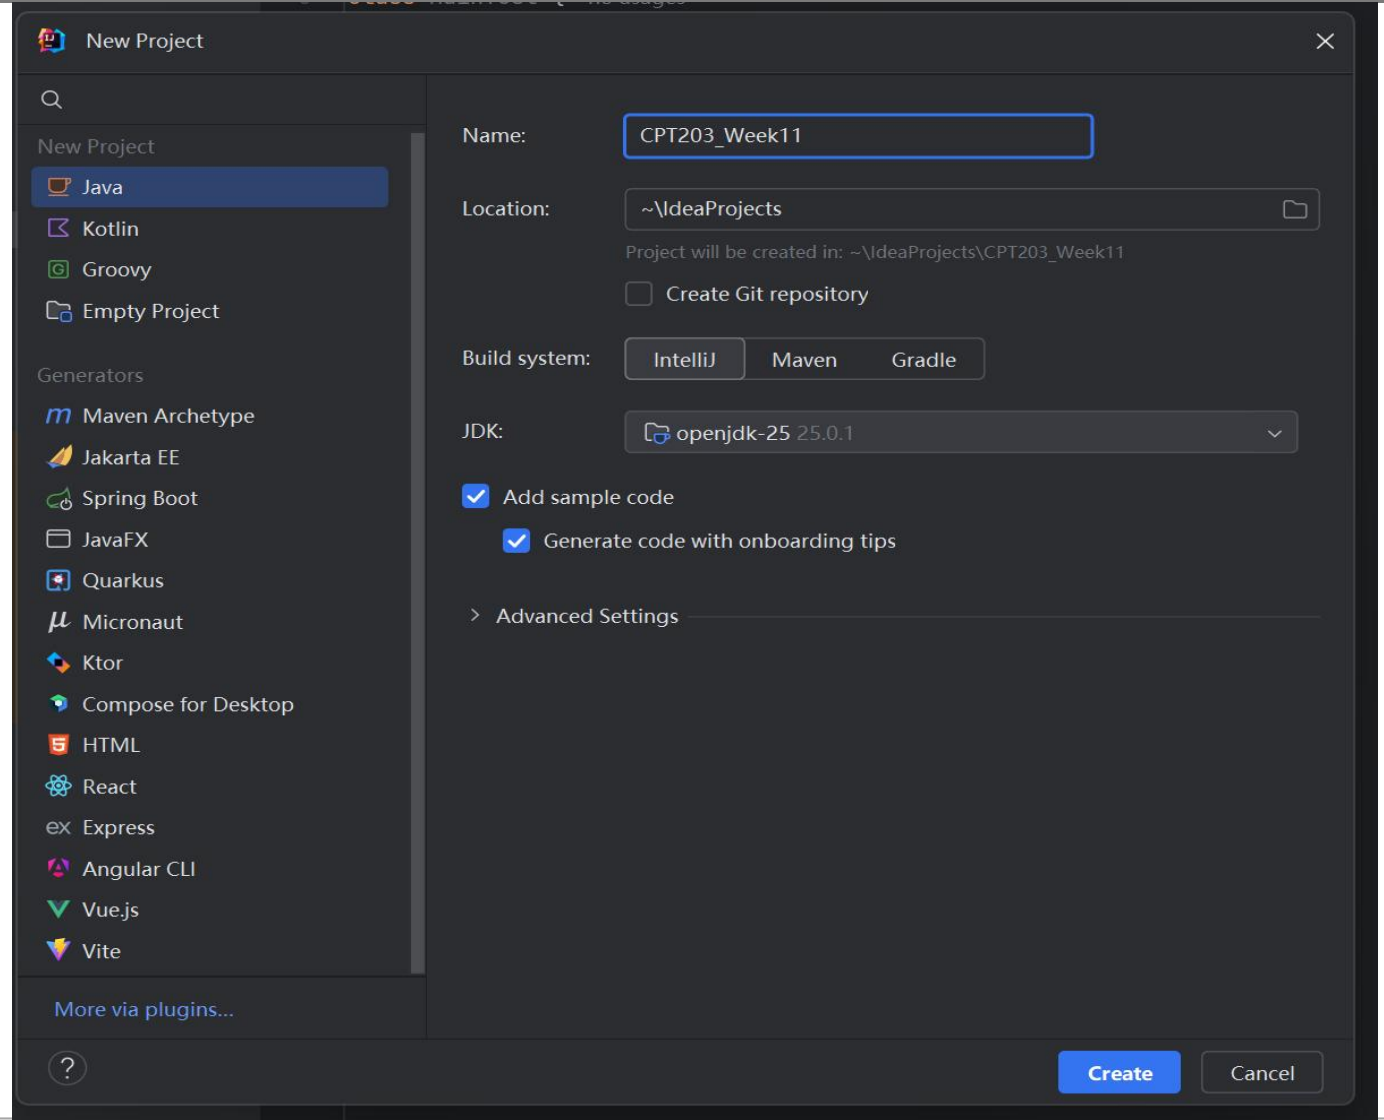 New Project
New Project
Java
Kotlin
Groovy
Empty Project
Generators
Maven Archetype
Jakarta EE
Spring Boot
JavaFX
Quarkus
Micronaut
Ktor
Compose for Desktop
HTML
React
ex Express
Angular CLI
Vue.js
Vite
More via plugins...
?
Name: CPT203_Week11
Location: ~\IdeaProjects
Project will be created in: ~\IdeaProjects\CPT203_Week11
Create Git repository
Build system: IntelliJ Maven Gradle
JDK: openjdk-25 25.0.1
Add sample code
Generate code with onboarding tips
Advanced Settings
Create Cancel